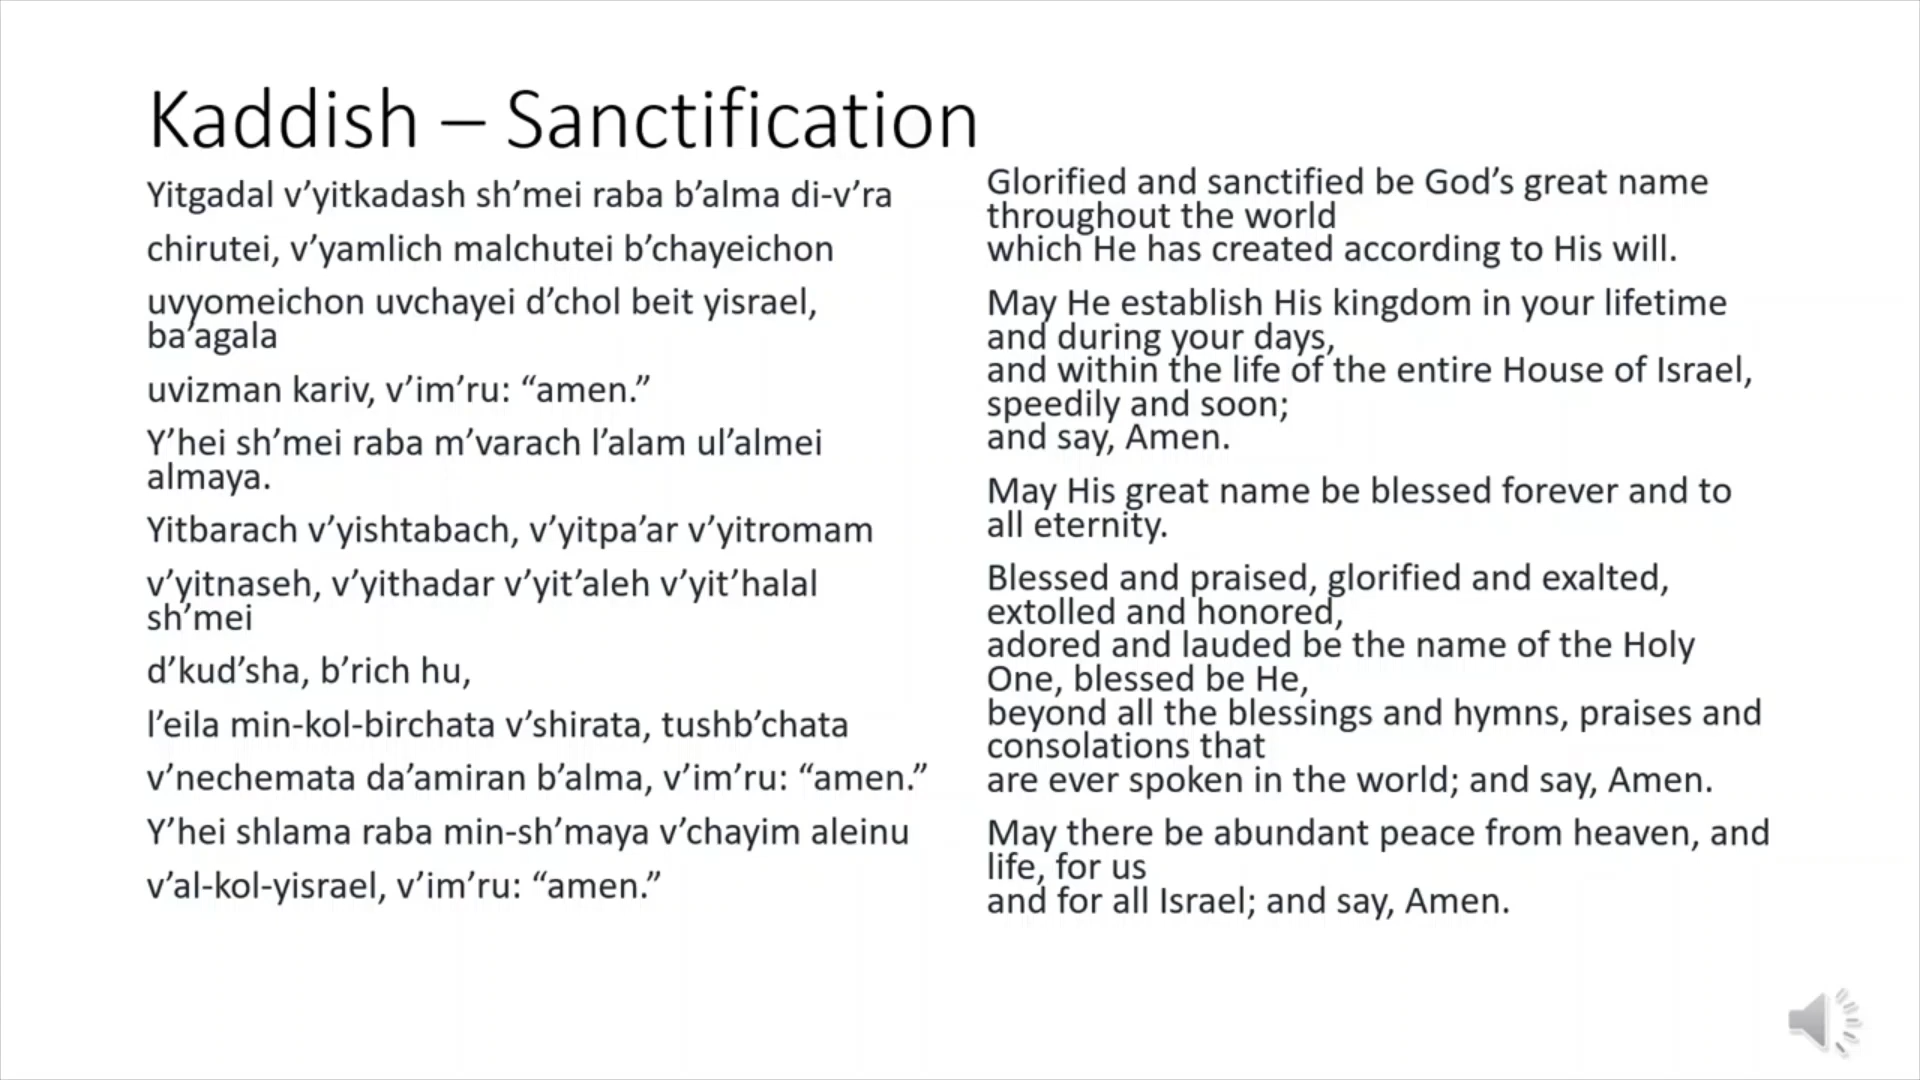 Kaddish – Sanctification
Yitgadal v’yitkadash sh’mei raba b’alma di-v’ra
chirutei, v’yamlich malchutei b’chayeichon
uvyomeichon uvchayei d’chol beit yisrael,
ba’agala
uvizman kariv, v’im’ru: “amen.”
Y’hei sh’mei raba m’varach l’alam ul’almei
almaya.
Yitbarach v’yishtabach, v’yitpa’ar v’yitromam
v’yitnaseh, v’yithadar v’yit’aleh v’yit’halal
sh’mei
d’kud’sha, b’rich hu,
l’eila min-kol-birchata v’shirata, tushb’chata
v’nechemata da’amiran b’alma, v’im’ru: “amen.”
Y’hei shlama raba min-sh’maya v’chayim aleinu
v’al-kol-yisrael, v’im’ru: “amen.”
Glorified and sanctified be God’s great name
throughout the world
which He has created according to His will.
May He establish His kingdom in your lifetime
and during your days,
and within the life of the entire House of Israel,
speedily and soon;
and say, Amen.
May His great name be blessed forever and to
all eternity.
Blessed and praised, glorified and exalted,
extolled and honored,
adored and lauded be the name of the Holy
One, blessed be He,
beyond all the blessings and hymns, praises and
consolations that
are ever spoken in the world; and say, Amen.
May there be abundant peace from heaven, and
life, for us
and for all Israel; and say, Amen.